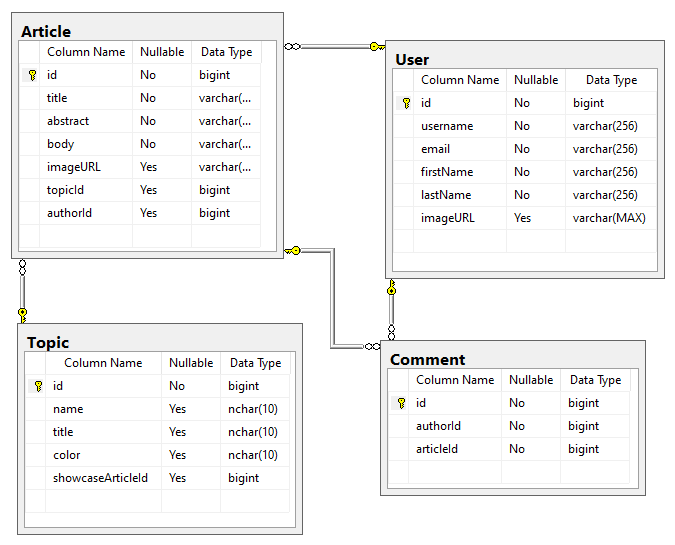 Article
Column Name Nullable Data Type
id No bigint
title No varchar(...
abstract No varchar(...
body No varchar(...
imageURL Yes varchar(...
topicId Yes bigint
authorId Yes bigint
User
Column Name Nullable Data Type
id No bigint
username No varchar(256)
email No varchar(256)
firstName No varchar(256)
lastName No varchar(256)
imageURL Yes varchar(MAX)
Topic
Column Name Nullable Data Type
id No bigint
name Yes nchar(10)
title Yes nchar(10)
color Yes nchar(10)
showcaseArticleId Yes bigint
Comment
Column Name Nullable Data Type
id No bigint
authorId No bigint
articleId No bigint